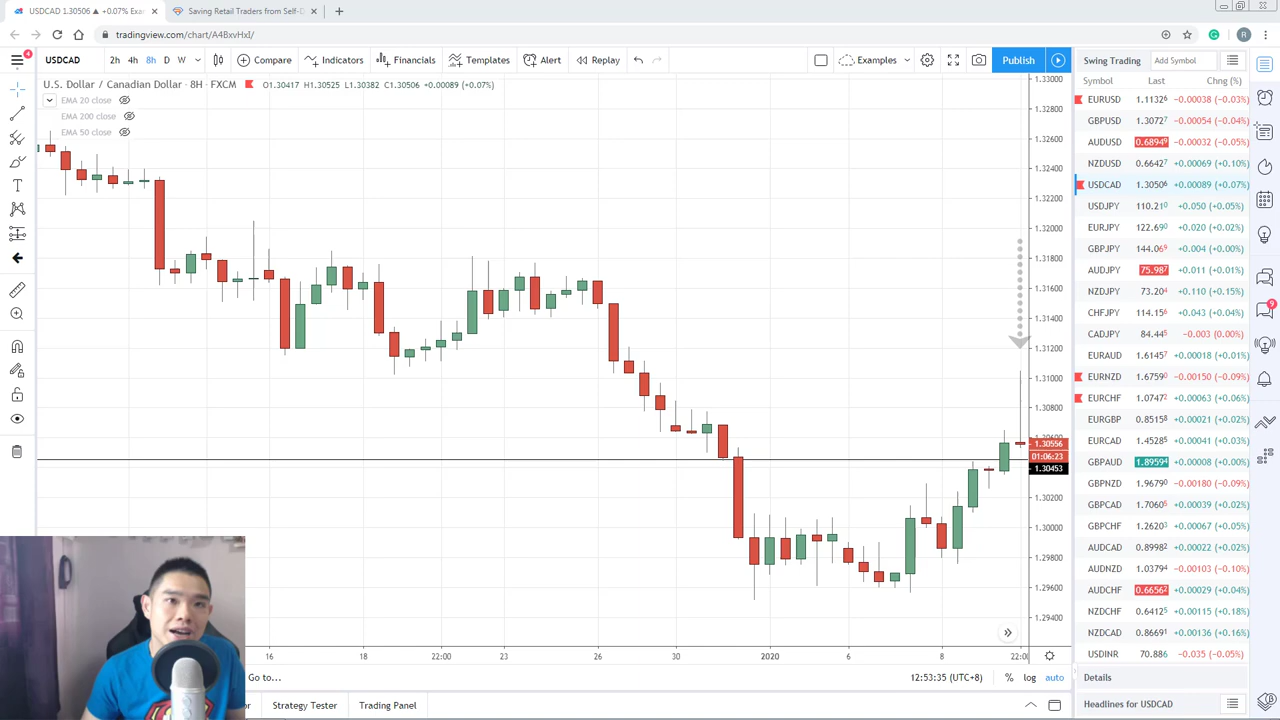 USDCAD 1.30506 ▲ +0.07% Exa
Saving Retail Traders from Self-D
tradingview.com/chart/A4BxvHxI/
R
4
USDCAD 2h 4h 8h D W Compare Indicators Financials Templates Alert Examples Publish
U.S. Dollar / Canadian Dollar · 8H · FXCM O1.30417 H1.30525 L1.30382 C1.30506 +0.00089 (+0.07%)
EMA 20 close
EMA 200 close
EMA 50 close
1.33000
1.32800
1.32600
1.32400
1.32200
1.32000
1.31800
1.31600
1.31400
1.31200
1.31000
1.30800
1.30600
1.30556
01:06:23
1.30453
1.30200
1.30000
1.29800
1.29600
1.29400
16 18 22:00 23 26 30 2020 6 8 22:00
Go to... 12:53:35 (UTC+8) % log auto
Strategy Tester Trading Panel
Swing Trading Add Symbol
Symbol Last Chng (%)
EURUSD 1.11326 −0.00038 (−0.03%)
GBPUSD 1.30727 −0.00054 (−0.04%)
AUDUSD 0.68949 −0.00032 (−0.05%)
NZDUSD 0.66427 +0.00069 (+0.10%)
USDCAD 1.30506 +0.00089 (+0.07%)
USDJPY 110.210 +0.050 (+0.05%)
EURJPY 122.690 +0.020 (+0.02%)
GBPJPY 144.069 +0.004 (+0.00%)
AUDJPY 75.987 +0.011 (+0.01%)
NZDJPY 73.204 +0.110 (+0.15%)
CHFJPY 114.156 +0.043 (+0.04%)
CADJPY 84.445 −0.003 (0.00%)
EURAUD 1.61457 +0.00018 (+0.01%)
EURNZD 1.67590 −0.00150 (−0.09%)
EURCHF 1.07472 +0.00063 (+0.06%)
EURGBP 0.85158 +0.00021 (+0.02%)
EURCAD 1.45285 +0.00041 (+0.03%)
GBPAUD 1.89594 +0.00008 (+0.00%)
GBPNZD 1.96790 −0.00180 (−0.09%)
GBPCAD 1.70605 +0.00039 (+0.02%)
GBPCHF 1.26203 +0.00067 (+0.05%)
AUDCAD 0.89982 +0.00022 (+0.02%)
AUDNZD 1.03794 −0.00103 (−0.10%)
AUDCHF 0.66562 +0.00029 (+0.04%)
NZDCHF 0.64125 +0.00115 (+0.18%)
NZDCAD 0.86691 +0.00136 (+0.16%)
USDINR 70.886 −0.035 (−0.05%)
Details
Headlines for USDCAD
9